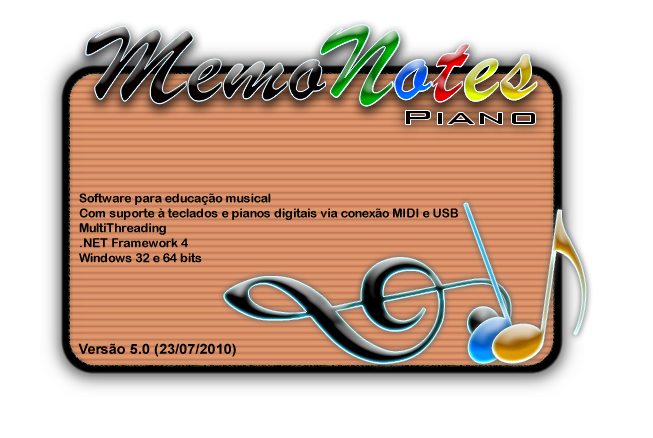 MemoNotes
PIANO
Software para educação musical
Com suporte à teclados e pianos digitais via conexão MIDI e USB
MultiThreading
.NET Framework 4
Windows 32 e 64 bits
Versão 5.0 (23/07/2010)